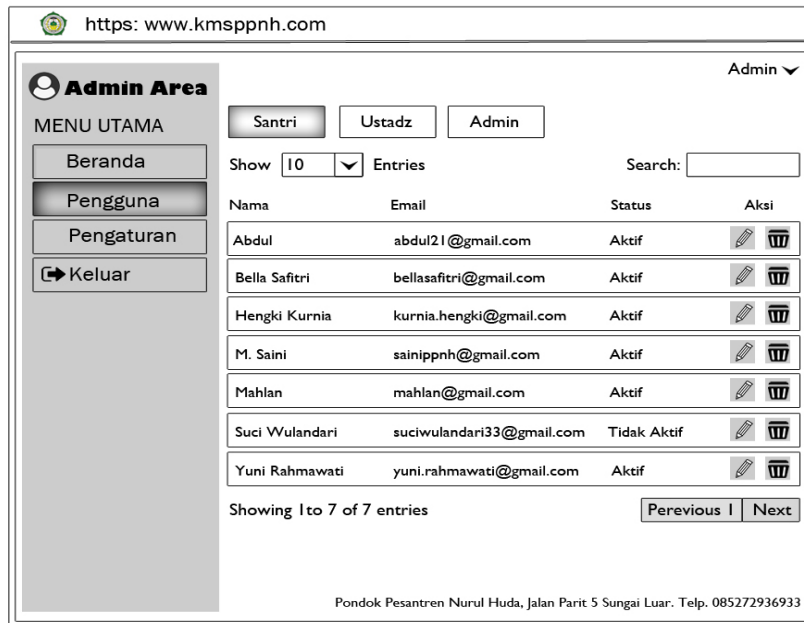 https: www.kmsppnh.com
Admin
Admin Area
MENU UTAMA
Beranda
Pengguna
Pengaturan
Keluar
Santri Ustadz Admin
Show 10 Entries Search:
Nama Email Status Aksi
Abdul abdul21@gmail.com Aktif
Bella Safitri bellasafitri@gmail.com Aktif
Hengki Kurnia kurnia.hengki@gmail.com Aktif
M. Saini sainippnh@gmail.com Aktif
Mahlan mahlan@gmail.com Aktif
Suci Wulandari suciwulandari33@gmail.com Tidak Aktif
Yuni Rahmawati yuni.rahmawati@gmail.com Aktif
Showing 1to 7 of 7 entries Perevious 1 Next
Pondok Pesantren Nurul Huda, Jalan Parit 5 Sungai Luar. Telp. 085272936933